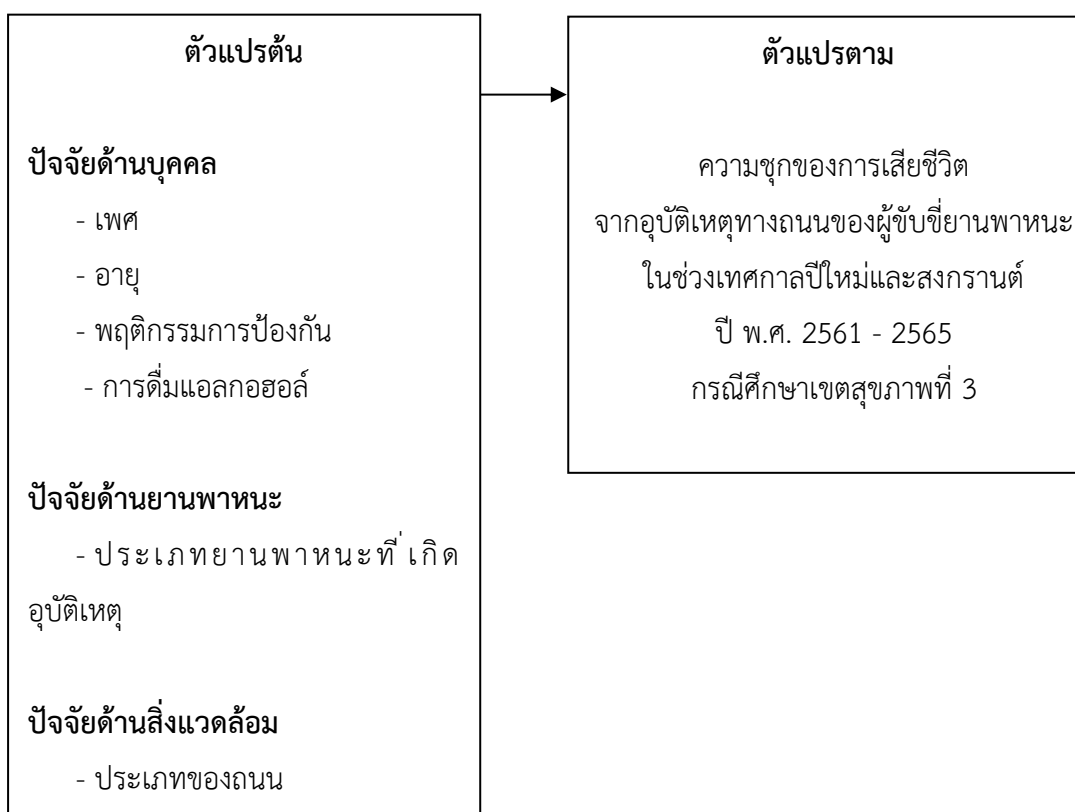 ตัวแปรต้น
ปัจจัยด้านบุคคล
- เพศ
- อายุ
- พฤติกรรมการป้องกัน
- การดื่มแอลกอฮอล์
ปัจจัยด้านยานพาหนะ
- ประเภทยานพาหนะที่เกิด
อุบัติเหตุ
ปัจจัยด้านสิ่งแวดล้อม
- ประเภทของถนน
ตัวแปรตาม
ความชุกของการเสียชีวิต
จากอุบัติเหตุทางถนนของผู้ขับขี่ยานพาหนะ
ในช่วงเทศกาลปีใหม่และสงกรานต์
ปี พ.ศ. 2561 - 2565
กรณีศึกษาเขตสุขภาพที่ 3